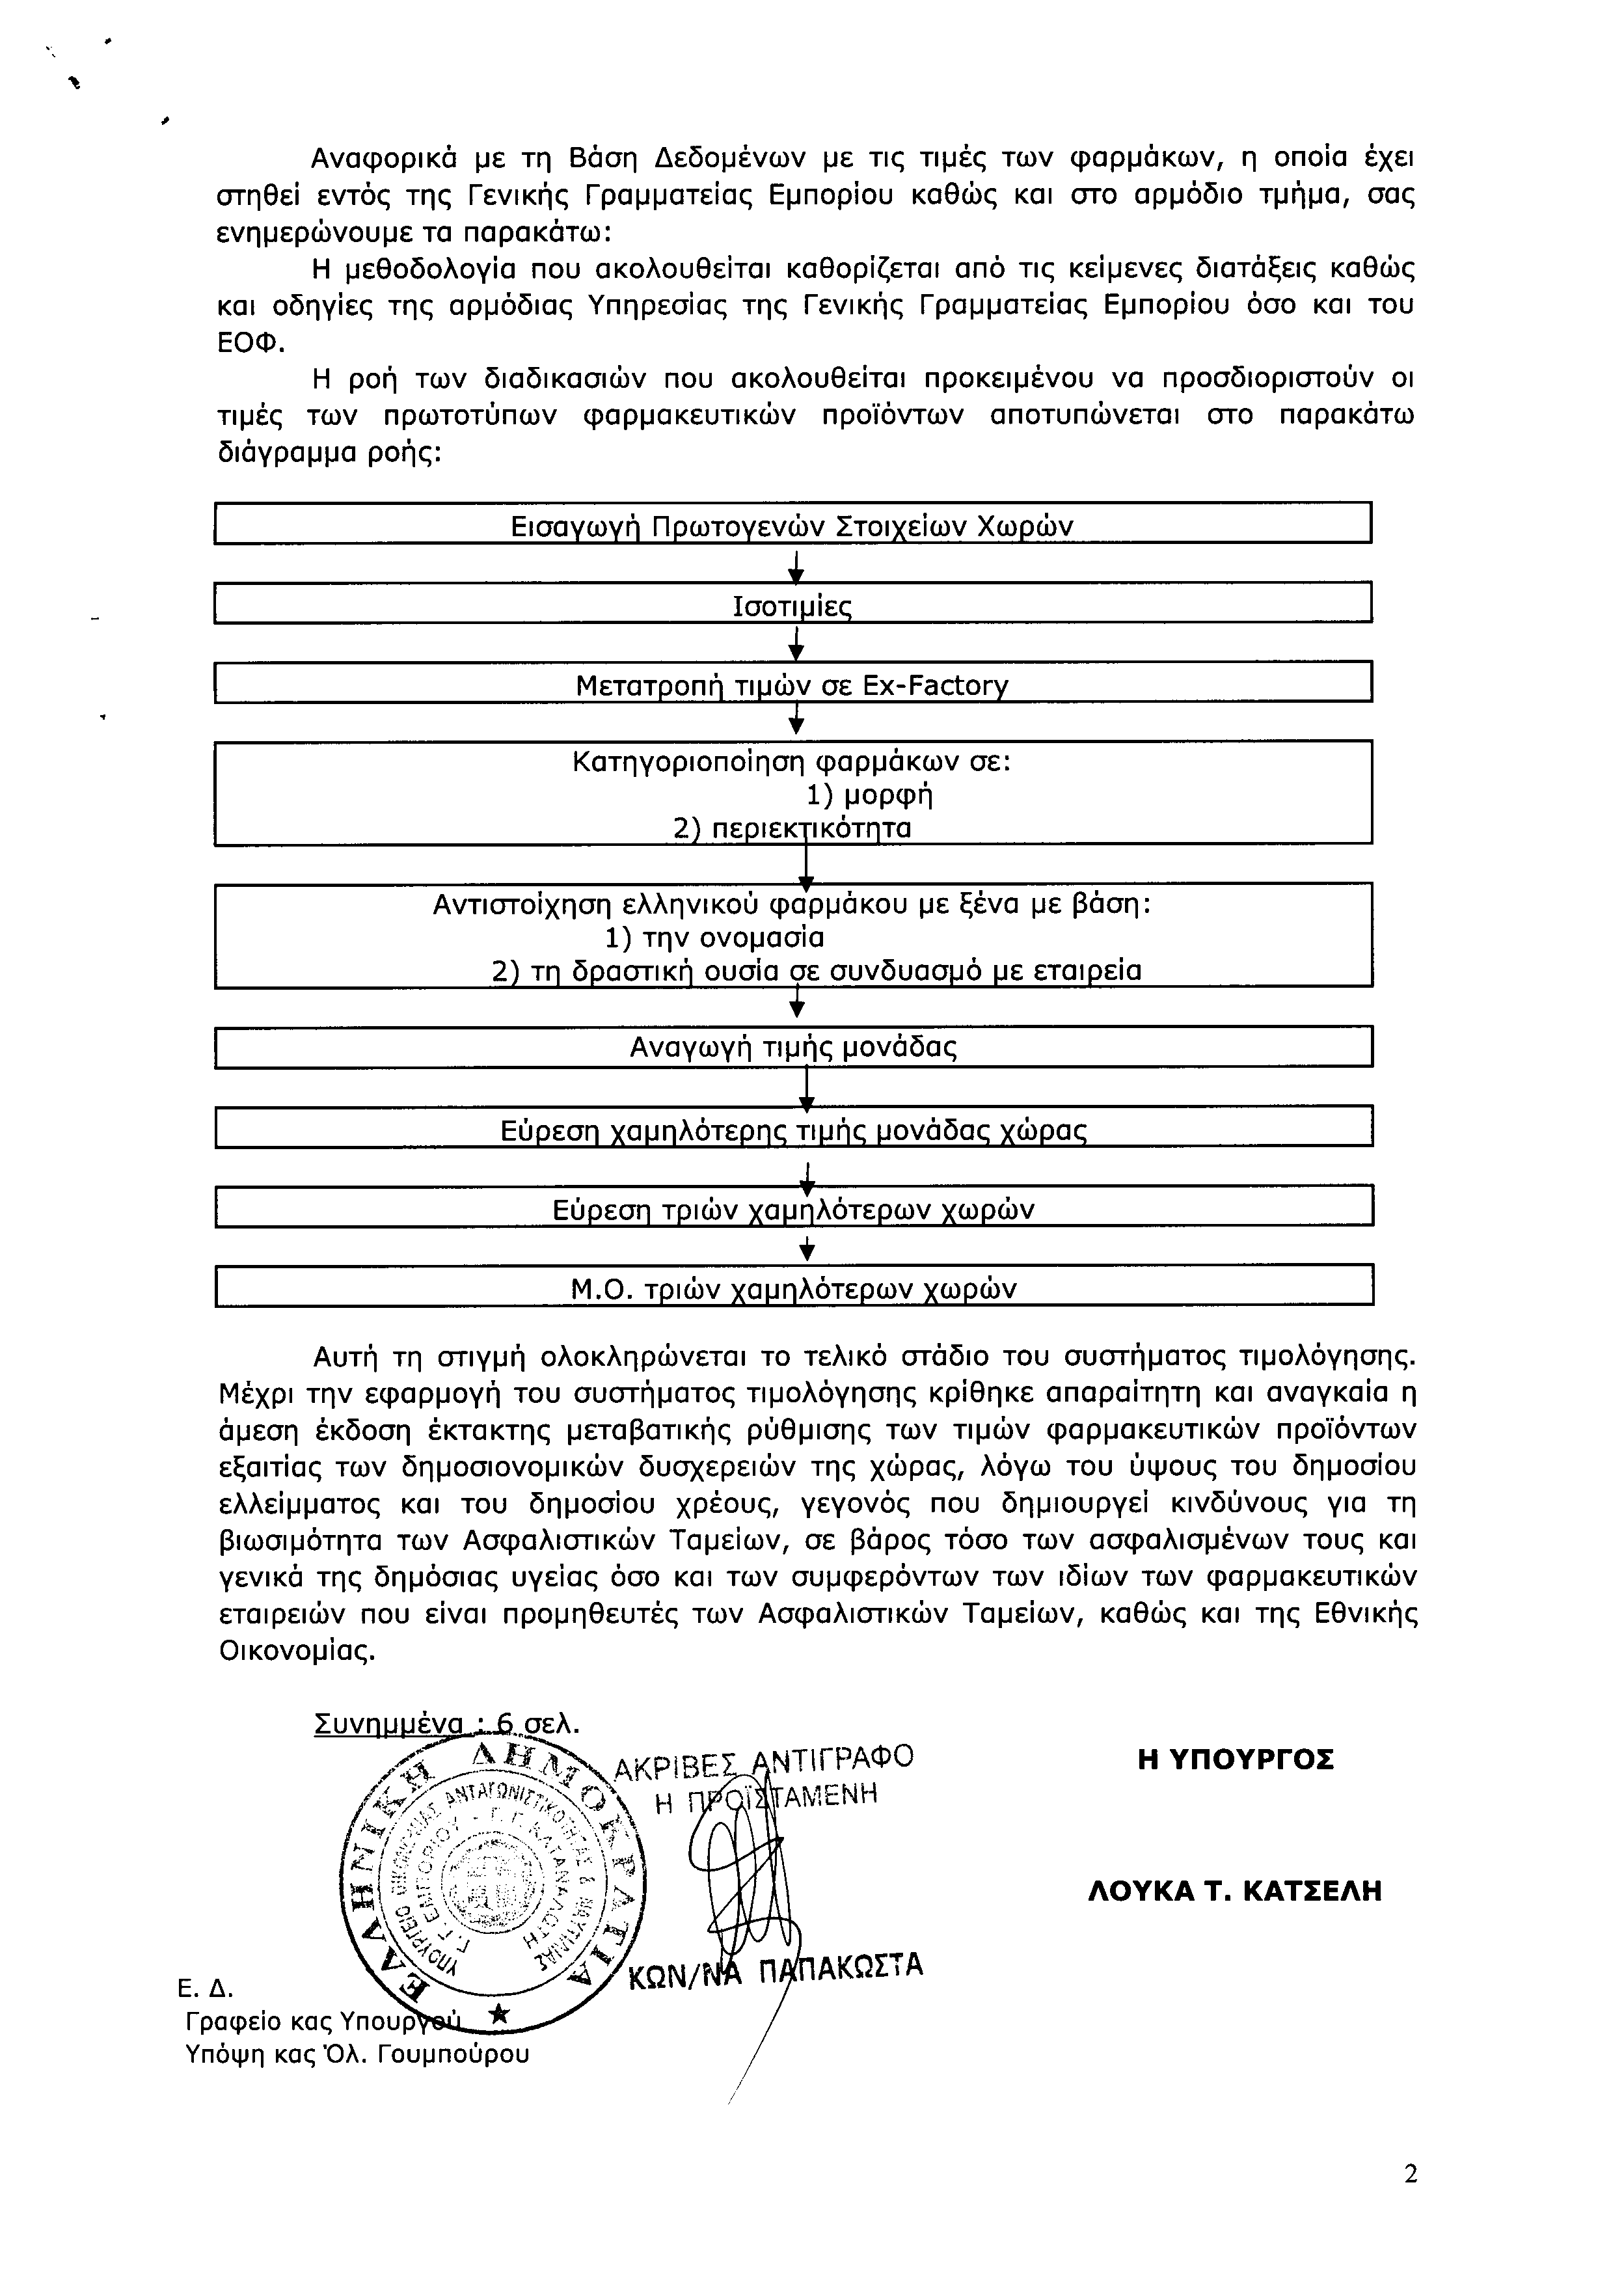 Αναφορικά με τη Βάση Δεδομένων με τις τιμές των φαρμάκων, η οποία έχει
στηθεί εντός της Γενικής Γραμματείας Εμπορίου καθώς και στο αρμόδιο τμήμα, σας
ενημερώνουμε τα παρακάτω:
Η μεθοδολογία που ακολουθείται καθορίζεται από τις κείμενες διατάξεις καθώς
και οδηγίες της αρμόδιας Υπηρεσίας της Γενικής Γραμματείας Εμπορίου όσο και του
ΕΟΦ.
Η ροή των διαδικασιών που ακολουθείται προκειμένου να προσδιοριστούν οι
τιμές των πρωτοτύπων φαρμακευτικών προϊόντων αποτυπώνεται στο παρακάτω
διάγραμμα ροής:
Εισαγωγή Πρωτογενών Στοιχείων Χωρών
Ισοτιμίες
Μετατροπή τιμών σε Ex-Factory
Κατηγοριοποίηση φαρμάκων σε:
1) μορφή
2) περιεκτικότητα
Αντιστοίχηση ελληνικού φαρμάκου με ξένα με βάση:
1) την ονομασία
2) τη δραστική ουσία σε συνδυασμό με εταιρεία
Αναγωγή τιμής μονάδας
Εύρεση χαμηλότερης τιμής μονάδας χώρας
Εύρεση τριών χαμηλότερων χωρών
Μ.Ο. τριών χαμηλότερων χωρών
Αυτή τη στιγμή ολοκληρώνεται το τελικό στάδιο του συστήματος τιμολόγησης.
Μέχρι την εφαρμογή του συστήματος τιμολόγησης κρίθηκε απαραίτητη και αναγκαία η
άμεση έκδοση έκτακτης μεταβατικής ρύθμισης των τιμών φαρμακευτικών προϊόντων
εξαιτίας των δημοσιονομικών δυσχερειών της χώρας, λόγω του ύψους του δημοσίου
ελλείμματος και του δημοσίου χρέους, γεγονός που δημιουργεί κινδύνους για τη
βιωσιμότητα των Ασφαλιστικών Ταμείων, σε βάρος τόσο των ασφαλισμένων τους και
γενικά της δημόσιας υγείας όσο και των συμφερόντων των ιδίων των φαρμακευτικών
εταιρειών που είναι προμηθευτές των Ασφαλιστικών Ταμείων, καθώς και της Εθνικής
Οικονομίας.
Συνημμένα : 6 σελ.
ΕΛΛΗΝΙΚΗ ΔΗΜΟΚΡΑΤΙΑ
ΥΠΟΥΡΓΕΙΟ ΟΙΚΟΝΟΜΙΑΣ ΑΝΤΑΓΩΝΙΣΤΙΚΟΤΗΤΑΣ & ΝΑΥΤΙΛΙΑΣ
Γ. Γ. ΕΜΠΟΡΙΟΥ - Γ. Γ. ΚΑΤΑΝΑΛΩΤΗ
ΑΚΡΙΒΕΣ ΑΝΤΙΓΡΑΦΟ
Η ΠΡΟΪΣΤΑΜΕΝΗ
Η ΥΠΟΥΡΓΟΣ
ΛΟΥΚΑ Τ. ΚΑΤΣΕΛΗ
ΚΩΝ/ΝΑ ΠΑΠΑΚΩΣΤΑ
Ε. Δ.
Γραφείο κας Υπουργού
Υπόψη κας Όλ. Γουμπούρου
2